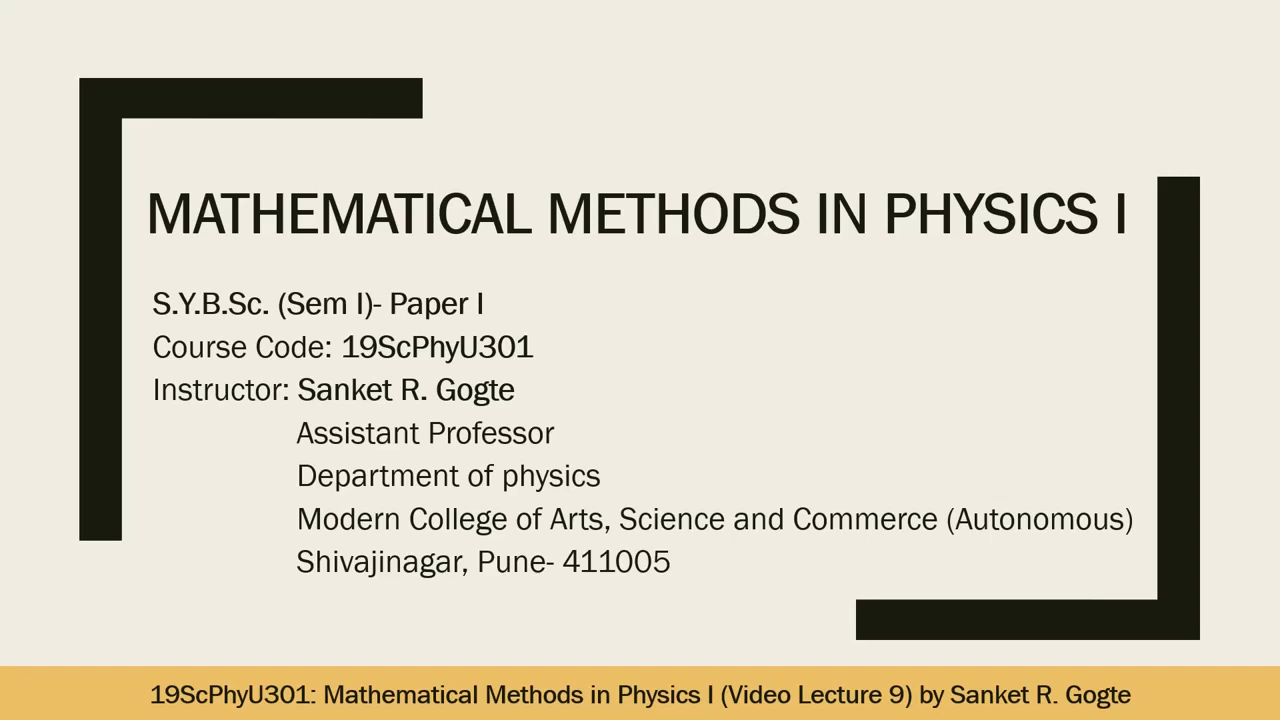 MATHEMATICAL METHODS IN PHYSICS I
S.Y.B.Sc. (Sem I)- Paper I
Course Code: 19ScPhyU301
Instructor: Sanket R. Gogte
Assistant Professor
Department of physics
Modern College of Arts, Science and Commerce (Autonomous)
Shivajinagar, Pune- 411005
19ScPhyU301: Mathematical Methods in Physics I (Video Lecture 9) by Sanket R. Gogte